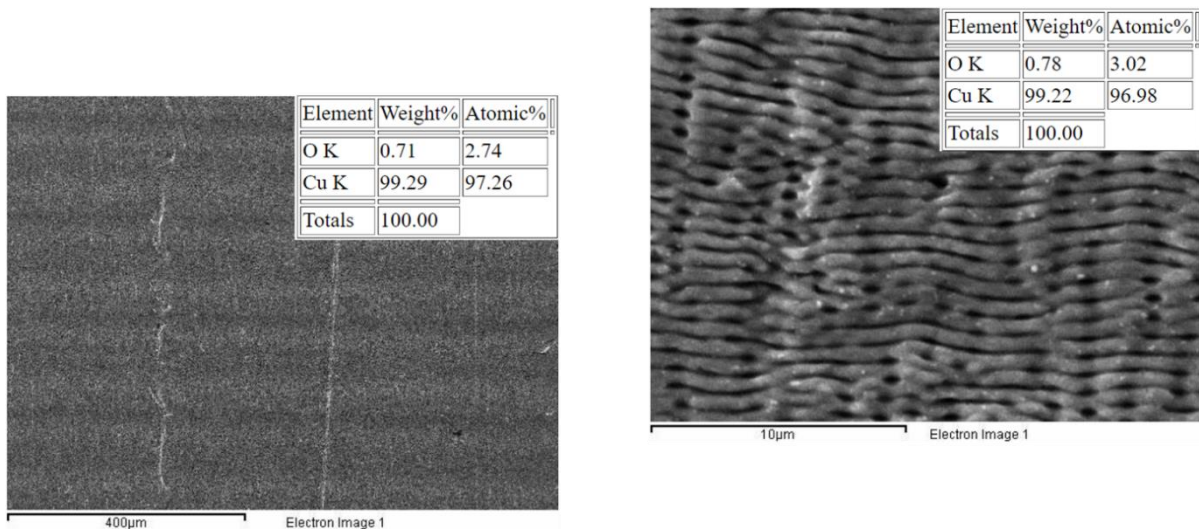 Element Weight% Atomic%
O K 0.71 2.74
Cu K 99.29 97.26
Totals 100.00
400µm Electron Image 1
Element Weight% Atomic%
O K 0.78 3.02
Cu K 99.22 96.98
Totals 100.00
10µm Electron Image 1